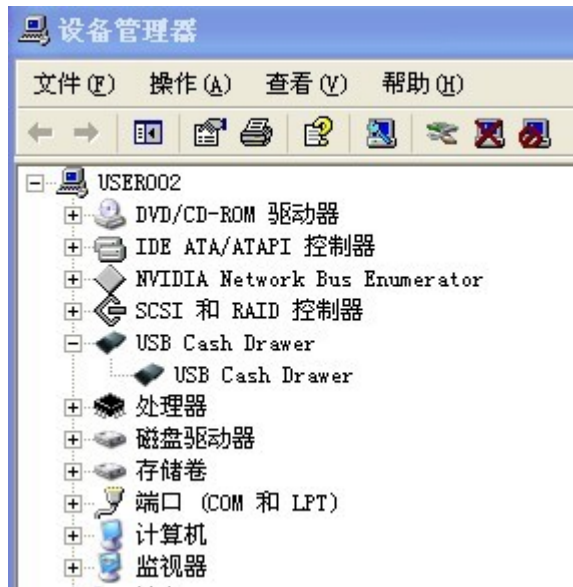 设备管理器
文件(F) 操作(A) 查看(V) 帮助(H)
USER002
DVD/CD-ROM 驱动器
IDE ATA/ATAPI 控制器
NVIDIA Network Bus Enumerator
SCSI 和 RAID 控制器
USB Cash Drawer
USB Cash Drawer
处理器
磁盘驱动器
存储卷
端口 (COM 和 LPT)
计算机
监视器